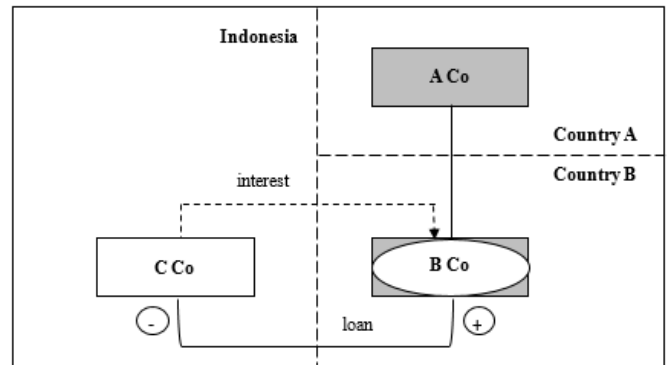 Indonesia
A Co
Country A
Country B
interest
C Co
B Co
-
loan
+